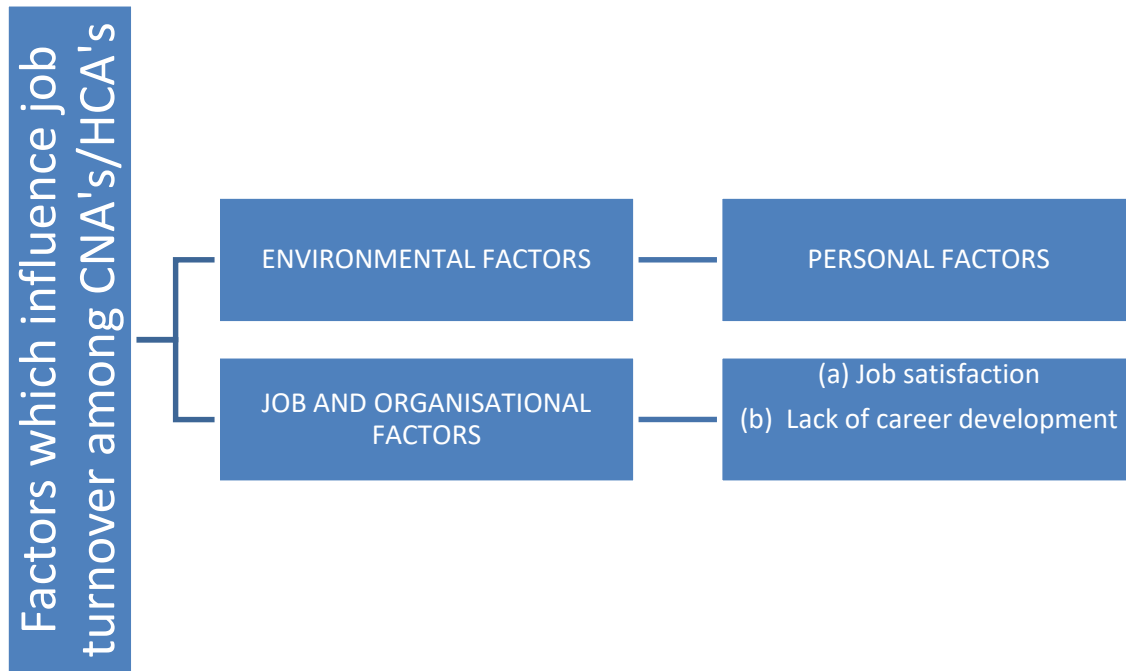 Factors which influence job
turnover among CNA's/HCA's
ENVIRONMENTAL FACTORS
PERSONAL FACTORS
JOB AND ORGANISATIONAL
FACTORS
(a) Job satisfaction
(b) Lack of career development